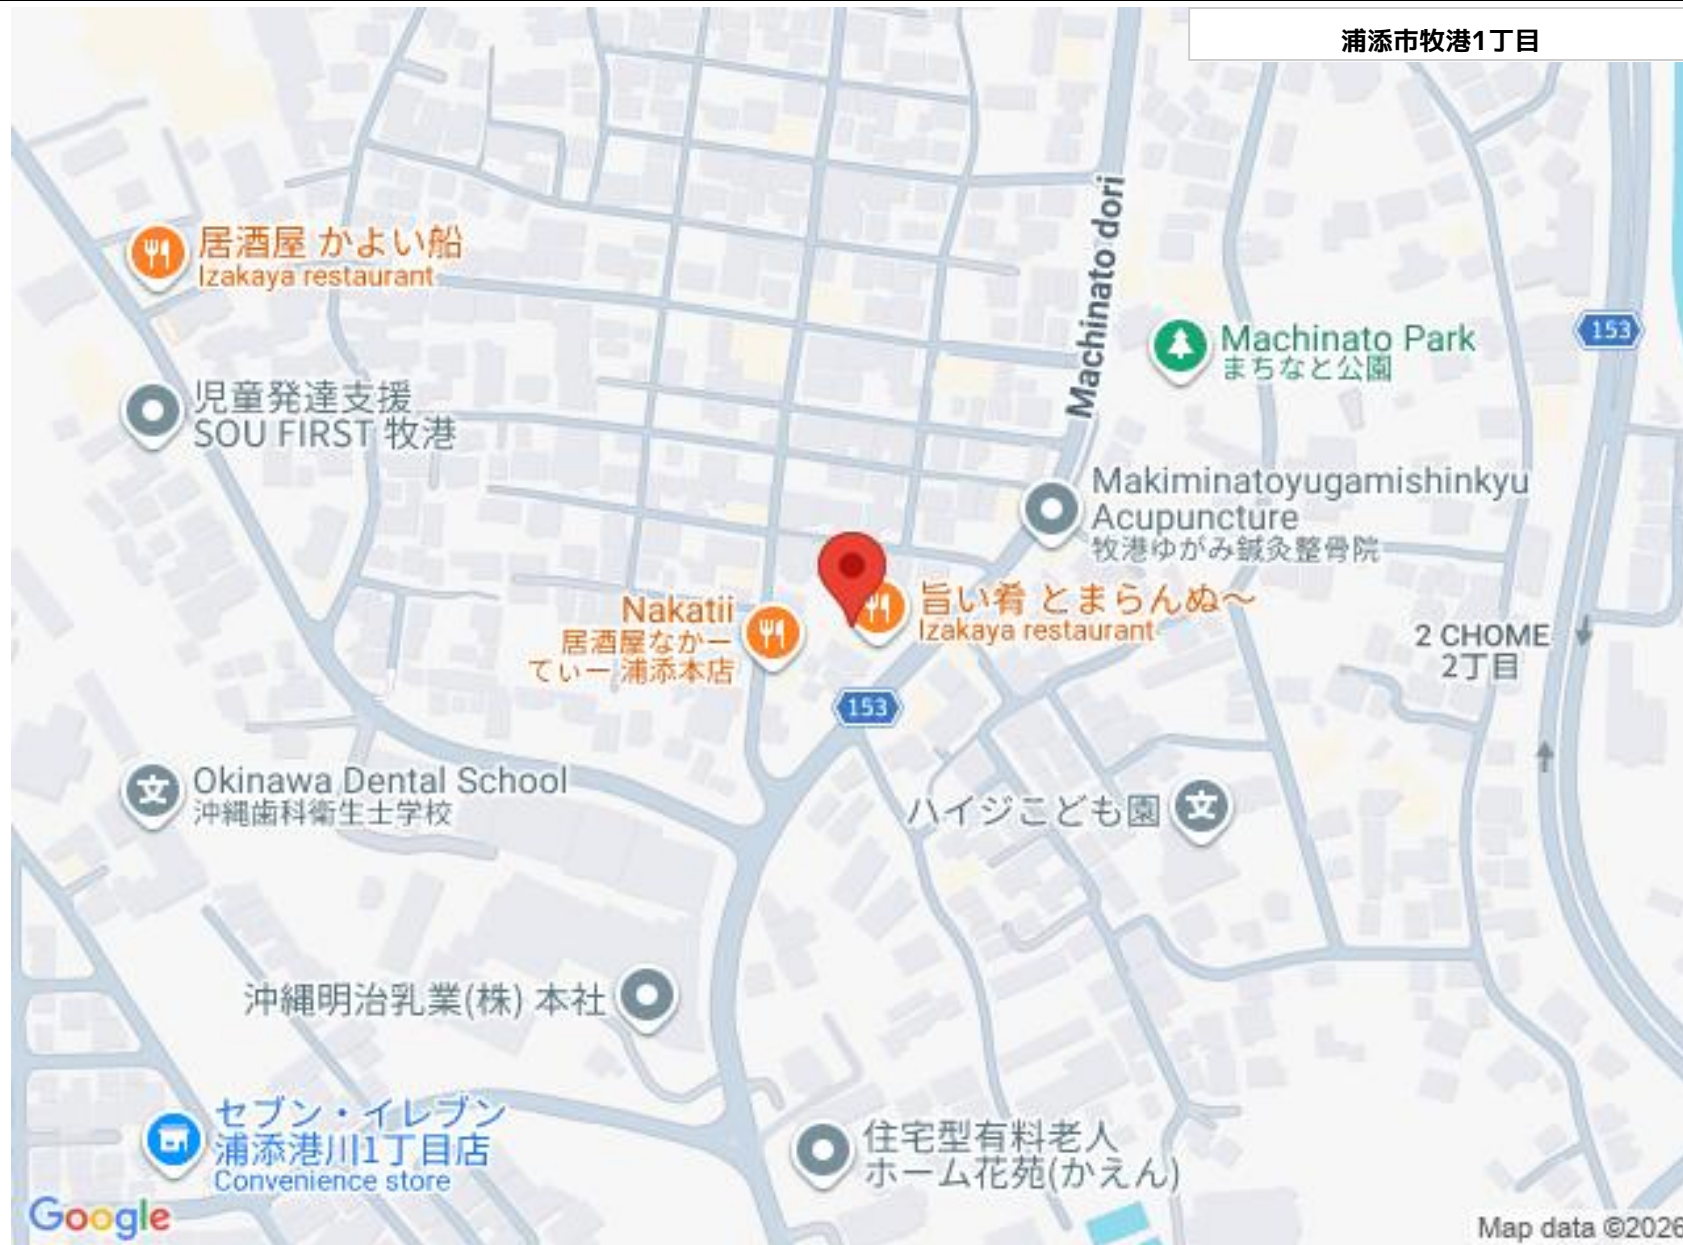 浦添市牧港1丁目
Machinato dori
居酒屋 かよい船
Izakaya restaurant
153
Machinato Park
まちなと公園
児童発達支援
SOU FIRST 牧港
Makiminatoyugamishinkyu
Acupuncture
牧港ゆがみ鍼灸整骨院
Nakatii
居酒屋なかー
てぃー 浦添本店
旨い肴 とまらんぬ〜
Izakaya restaurant
2 CHOME
2丁目
153
Okinawa Dental School
沖縄歯科衛生士学校
ハイジこども園
沖縄明治乳業(株) 本社
セブン・イレブン
浦添港川1丁目店
Convenience store
住宅型有料老人
ホーム花苑(かえん)
Google
Map data ©2026